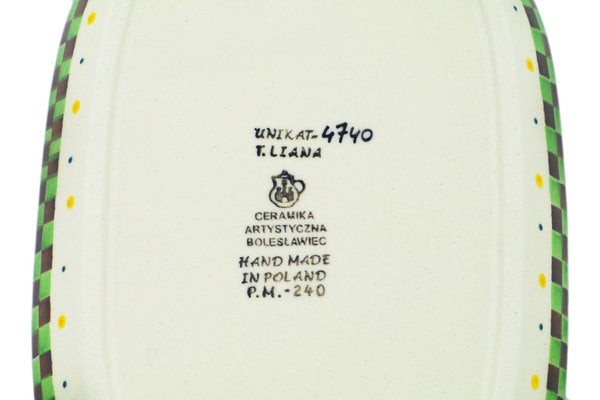 UNIKAT-4740
T. LIANA
CERAMIKA
ARTYSTYCZNA
BOLESŁAWIEC
HAND MADE
IN POLAND
P.M.-240